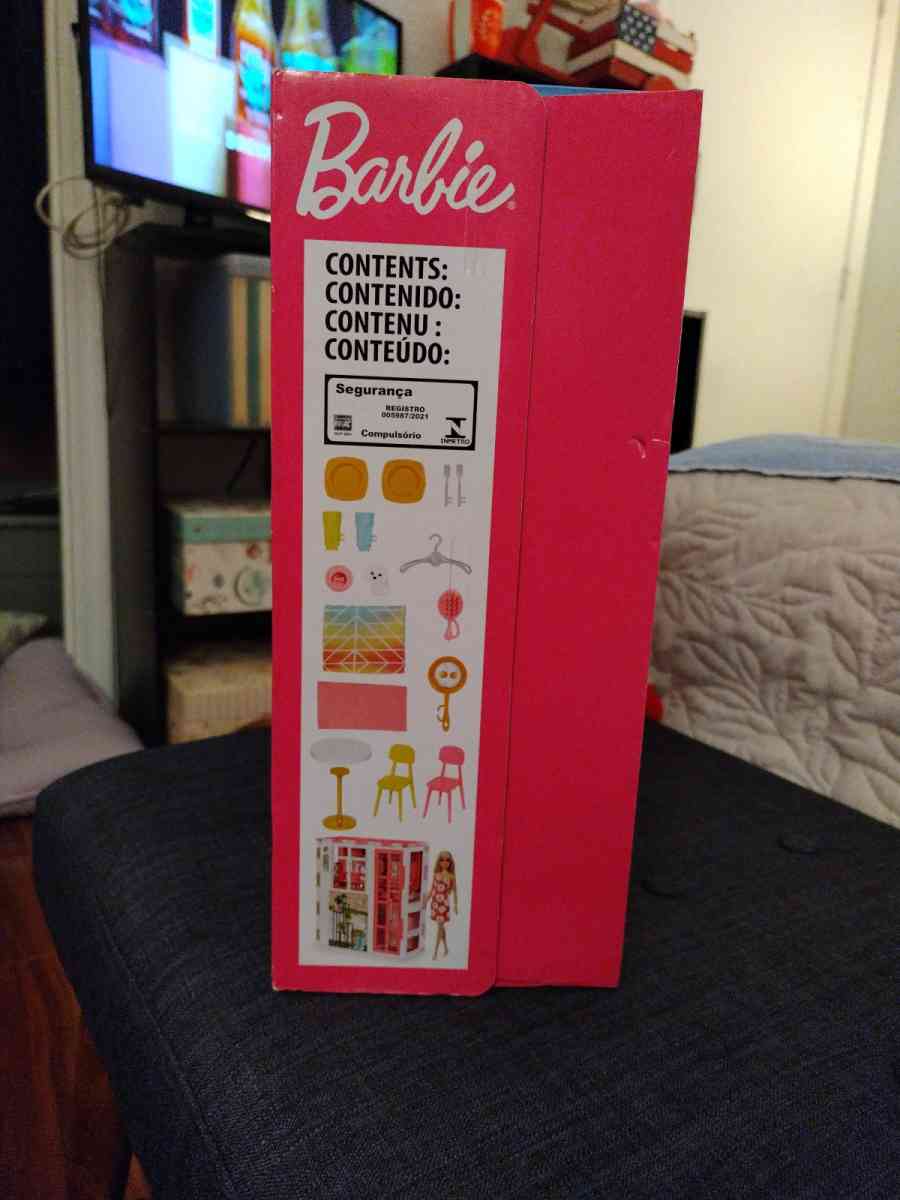 Barbie
CONTENTS:
CONTENIDO:
CONTENU :
CONTEÚDO:
Segurança
REGISTRO
005987/2021
Compulsório
INMETRO